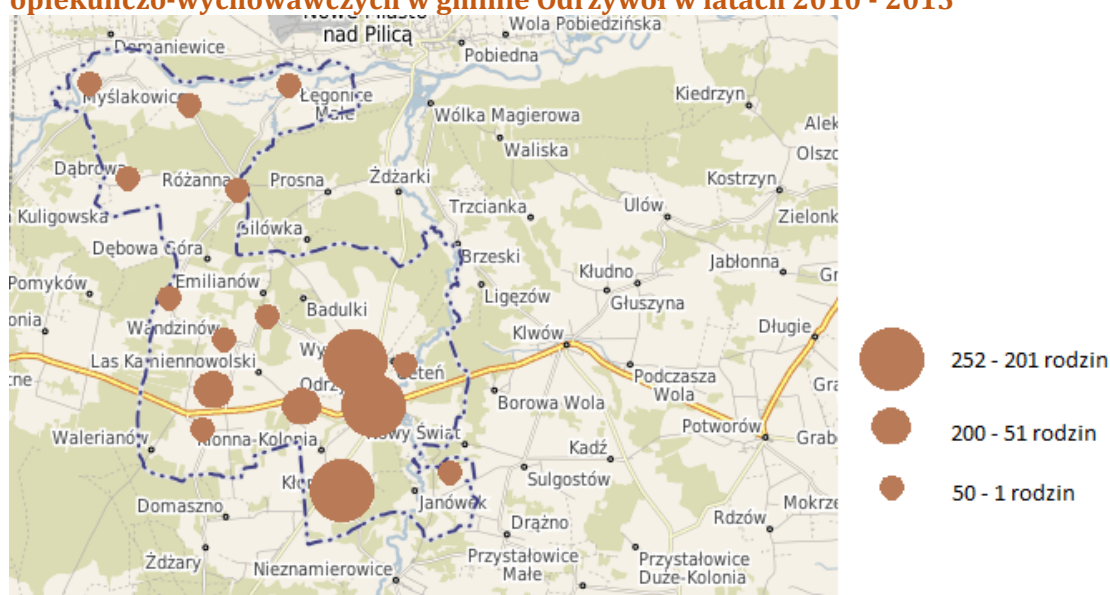 opiekuńczo-wychowawczych w gminie Odrzywół w latach 2010 - 2013
Nowe Miasto
nad Pilicą
Wola Pobiedzińska
Domaniewice
Pobiedna
Myślakowice
Łęgonice
Małe
Kiedrzyn
Wólka Magierowa
Waliska
Dąbrowa
Różanna
Prosna
Żdżarki
Kostrzyn
Kuligowska
Trzcianka
Ulów
Bilówka
Dębowa Góra
Brzeski
Jabłonna
Kłudno
Pomyków
Emilianów
Ligęzów
Głuszyna
Badulki
Wandzinów
Klwów
Długie
Las Kamiennowolski
252 - 201 rodzin
Podczasza
Wola
Borowa Wola
Potworów
Walerianów
Kłonna-Kolonia
Nowy Świat
200 - 51 rodzin
Kadź
Sulgostów
Janówek
50 - 1 rodzin
Domaszno
Rdzów
Drążno
Żdżary
Nieznamierowice
Przystałowice
Małe
Przystałowice
Duże-Kolonia